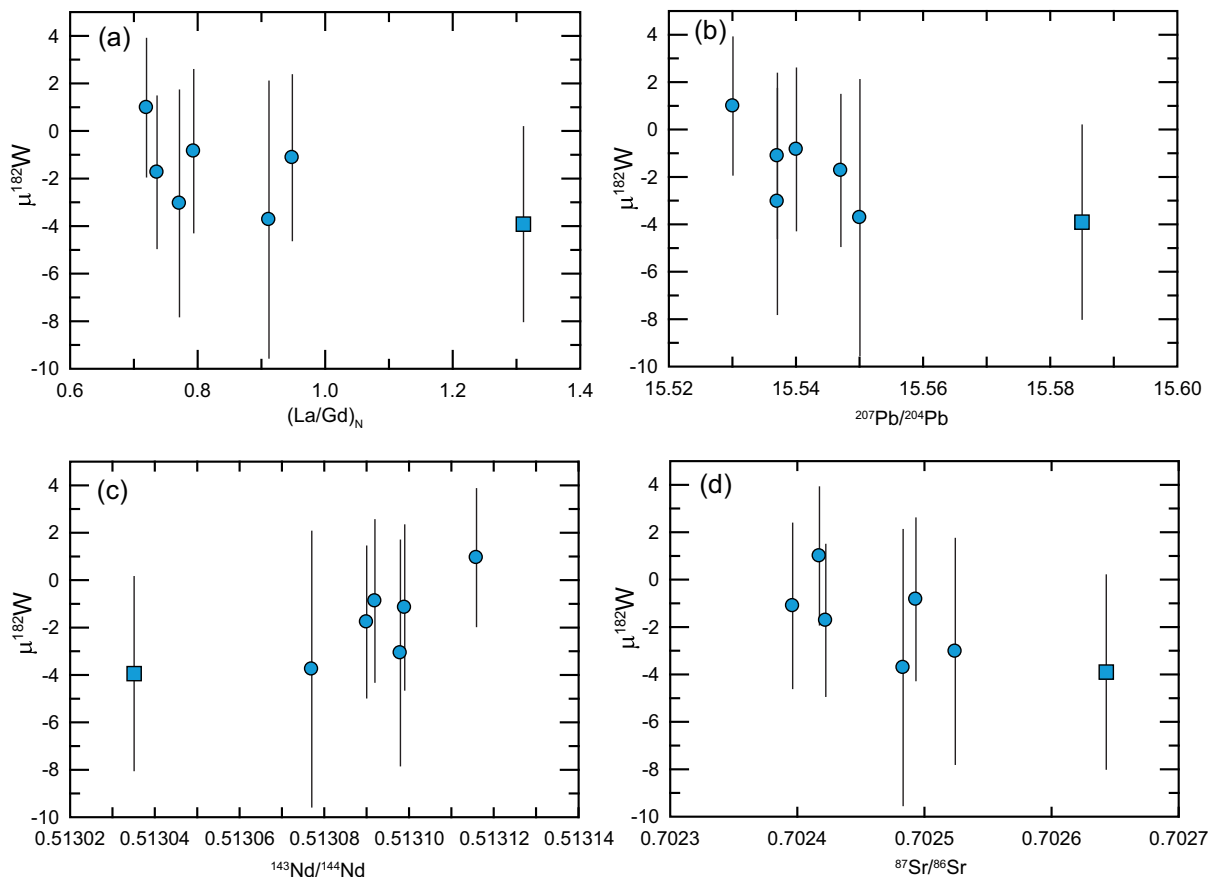 (a)
4
2
0
-2
-4
-6
-8
-10
μ¹⁸²W
0.6 0.8 1.0 1.2 1.4
(La/Gd)N
(b)
4
2
0
-2
-4
-6
-8
-10
μ¹⁸²W
15.52 15.54 15.56 15.58 15.60
²⁰⁷Pb/²⁰⁴Pb
(c)
4
2
0
-2
-4
-6
-8
-10
μ¹⁸²W
0.51302 0.51304 0.51306 0.51308 0.51310 0.51312 0.51314
¹⁴³Nd/¹⁴⁴Nd
(d)
4
2
0
-2
-4
-6
-8
-10
μ¹⁸²W
0.7023 0.7024 0.7025 0.7026 0.7027
⁸⁷Sr/⁸⁶Sr